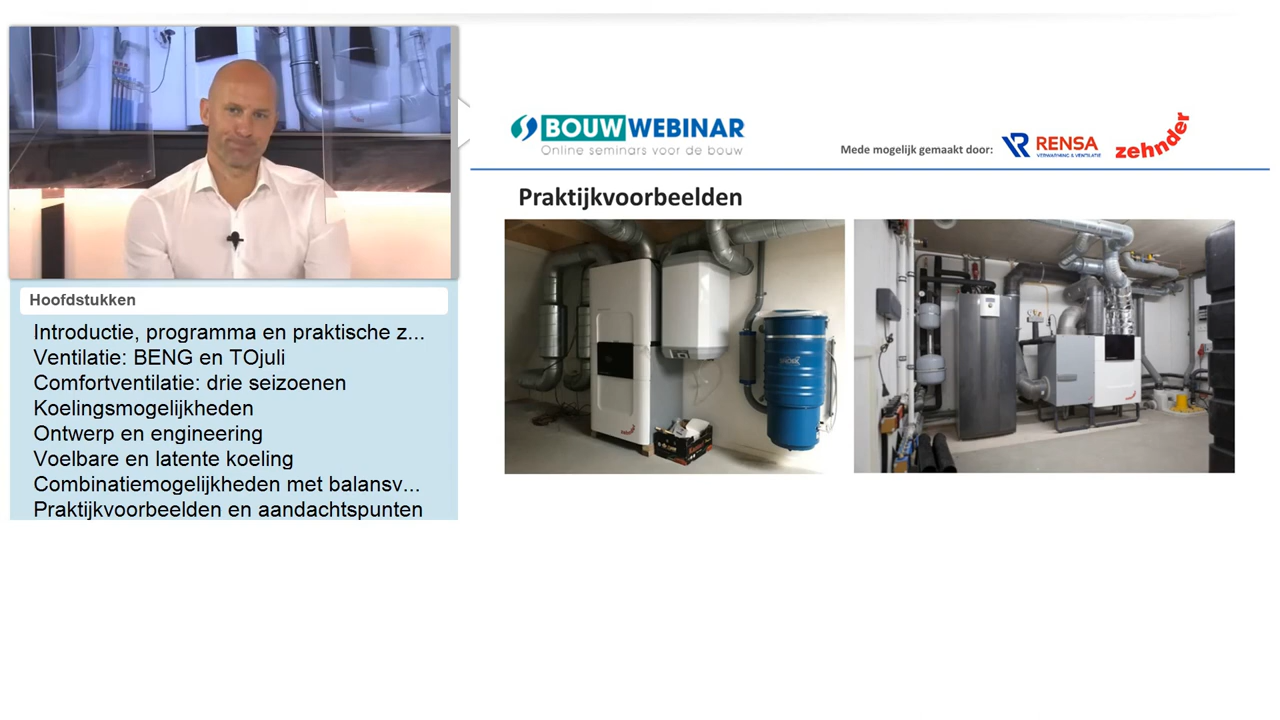 BOUWWEBINAR
Online seminars voor de bouw
Mede mogelijk gemaakt door:
RENSA
VERWARMING & VENTILATIE
zehnder
Praktijkvoorbeelden
Hoofdstukken
Introductie, programma en praktische z...
Ventilatie: BENG en TOjuli
Comfortventilatie: drie seizoenen
Koelingsmogelijkheden
Ontwerp en engineering
Voelbare en latente koeling
Combinatiemogelijkheden met balansv...
Praktijkvoorbeelden en aandachtspunten